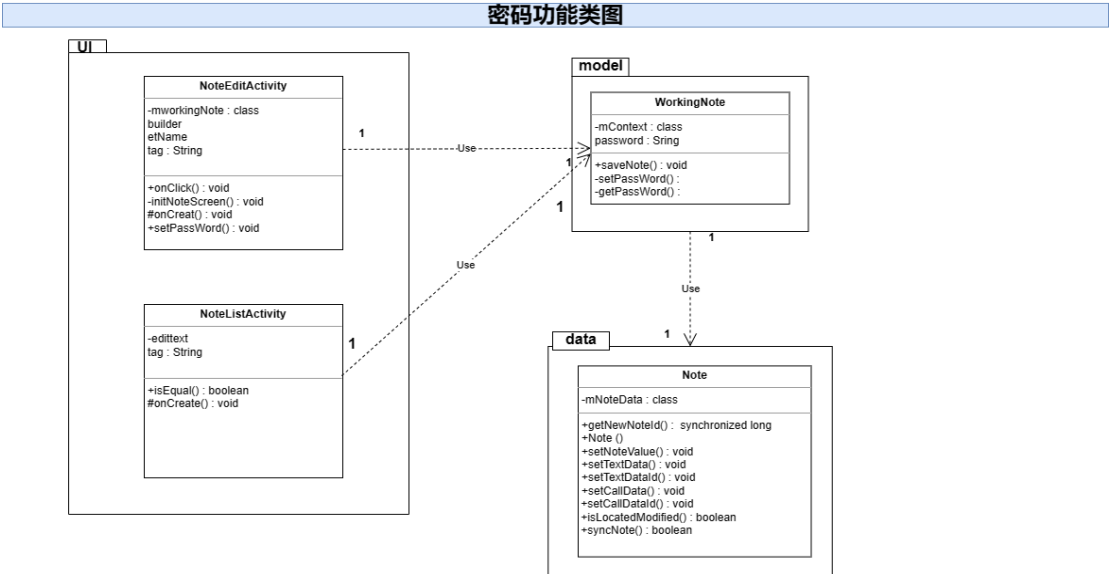 密码功能类图
UI
NoteEditActivity
-mworkingNote : class
builder
etName
tag : String
+onClick() : void
-initNoteScreen() : void
#onCreat() : void
+setPassWord() : void
1
Use
1
model
WorkingNote
-mContext : class
password : Sring
+saveNote() : void
-setPassWord() :
-getPassWord() :
1
Use
1
NoteListActivity
-edittext
tag : String
+isEqual() : boolean
#onCreate() : void
1
Use
1
data
Note
-mNoteData : class
+getNewNoteId() : synchronized long
+Note ()
+setNoteValue() : void
+setTextData() : void
+setTextDataId() : void
+setCallData() : void
+setCallDataId() : void
+isLocatedModified() : boolean
+syncNote() : boolean